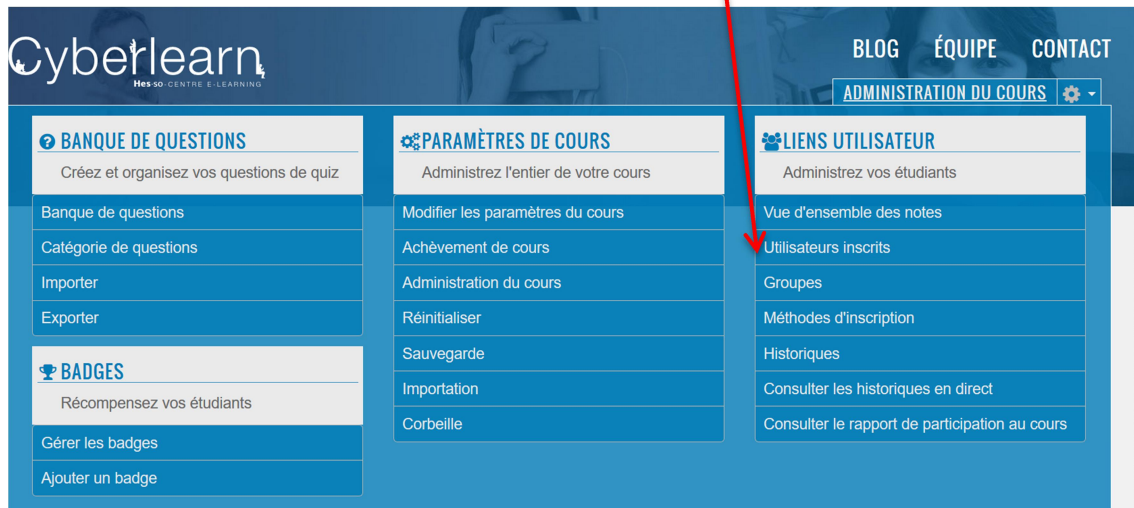 Cyberlearn
Hes·so·CENTRE E-LEARNING
BLOG ÉQUIPE CONTACT
ADMINISTRATION DU COURS
BANQUE DE QUESTIONS
Créez et organisez vos questions de quiz
Banque de questions
Catégorie de questions
Importer
Exporter
BADGES
Récompensez vos étudiants
Gérer les badges
Ajouter un badge
PARAMÈTRES DE COURS
Administrez l'entier de votre cours
Modifier les paramètres du cours
Achèvement de cours
Administration du cours
Réinitialiser
Sauvegarde
Importation
Corbeille
LIENS UTILISATEUR
Administrez vos étudiants
Vue d'ensemble des notes
Utilisateurs inscrits
Groupes
Méthodes d'inscription
Historiques
Consulter les historiques en direct
Consulter le rapport de participation au cours